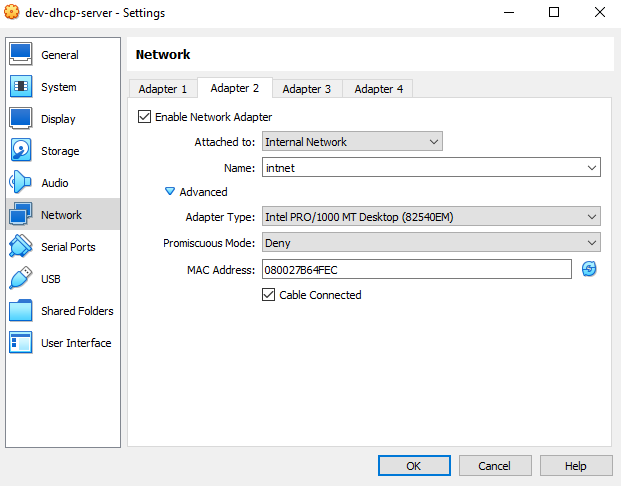 dev-dhcp-server - Settings
General
System
Display
Storage
Audio
Network
Serial Ports
USB
Shared Folders
User Interface
Network
Adapter 1 Adapter 2 Adapter 3 Adapter 4
Enable Network Adapter
Attached to: Internal Network
Name: intnet
Advanced
Adapter Type: Intel PRO/1000 MT Desktop (82540EM)
Promiscuous Mode: Deny
MAC Address: 080027B64FEC
Cable Connected
OK Cancel Help